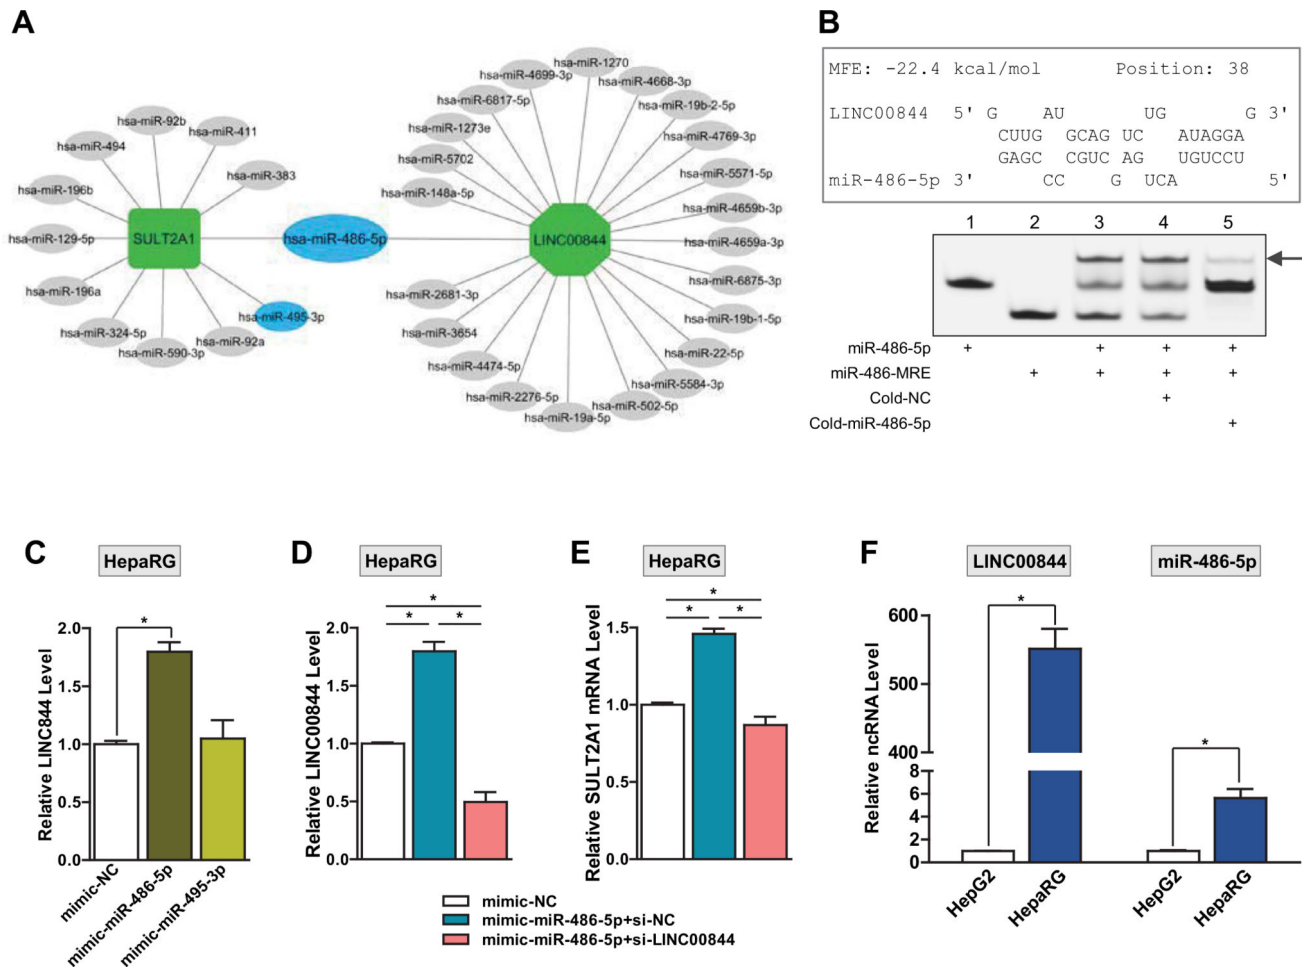 A
hsa-miR-92b
hsa-miR-411
hsa-miR-494
hsa-miR-383
hsa-miR-196b
hsa-miR-129-5p
SULT2A1
hsa-miR-196a
hsa-miR-495-3p
hsa-miR-324-5p
hsa-miR-92a
hsa-miR-590-3p
hsa-miR-486-5p
hsa-miR-1270
hsa-miR-4699-3p
hsa-miR-4668-3p
hsa-miR-6817-5p
hsa-miR-19b-2-5p
hsa-miR-1273e
hsa-miR-4769-3p
hsa-miR-5702
hsa-miR-5571-5p
hsa-miR-148a-5p
hsa-miR-4659b-3p
LINC00844
hsa-miR-4659a-3p
hsa-miR-6875-3p
hsa-miR-2681-3p
hsa-miR-19b-1-5p
hsa-miR-3654
hsa-miR-22-5p
hsa-miR-4474-5p
hsa-miR-5584-3p
hsa-miR-2276-5p
hsa-miR-502-5p
hsa-miR-19a-5p
B
MFE: -22.4 kcal/mol Position: 38
LINC00844 5' G AU UG G 3'
CUUG GCAG UC AUAGGA
GAGC CGUC AG UGUCCU
miR-486-5p 3' CC G UCA 5'
1 2 3 4 5
miR-486-5p + + + +
miR-486-MRE + + + +
Cold-NC +
Cold-miR-486-5p +
C
HepaRG
Relative LINC844 Level
2.0
1.5
1.0
0.5
0.0
*
mimic-NC
mimic-miR-486-5p
mimic-miR-495-3p
D
HepaRG
Relative LINC00844 Level
2.0
1.5
1.0
0.5
0.0
*
* *
E
HepaRG
Relative SULT2A1 mRNA Level
1.5
1.0
0.5
0.0
*
* *
mimic-NC
mimic-miR-486-5p+si-NC
mimic-miR-486-5p+si-LINC00844
F
LINC00844 miR-486-5p
Relative ncRNA Level
600
500
400
8
6
4
2
0
*
*
HepG2
HepaRG
HepG2
HepaRG